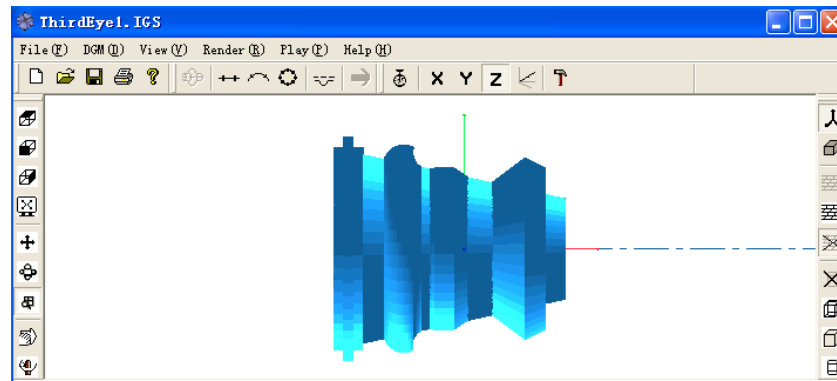 ThirdEye1.IGS
File(F) DGM(D) View(V) Render(R) Play(P) Help(H)
X Y Z